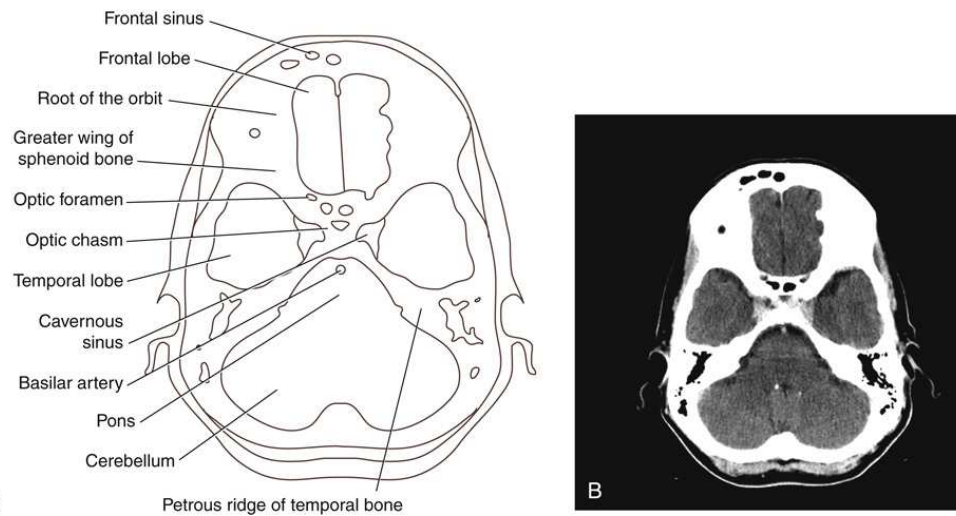 Frontal sinus
Frontal lobe
Root of the orbit
Greater wing of
sphenoid bone
Optic foramen
Optic chasm
Temporal lobe
Cavernous
sinus
Basilar artery
Pons
Cerebellum
Petrous ridge of temporal bone
B